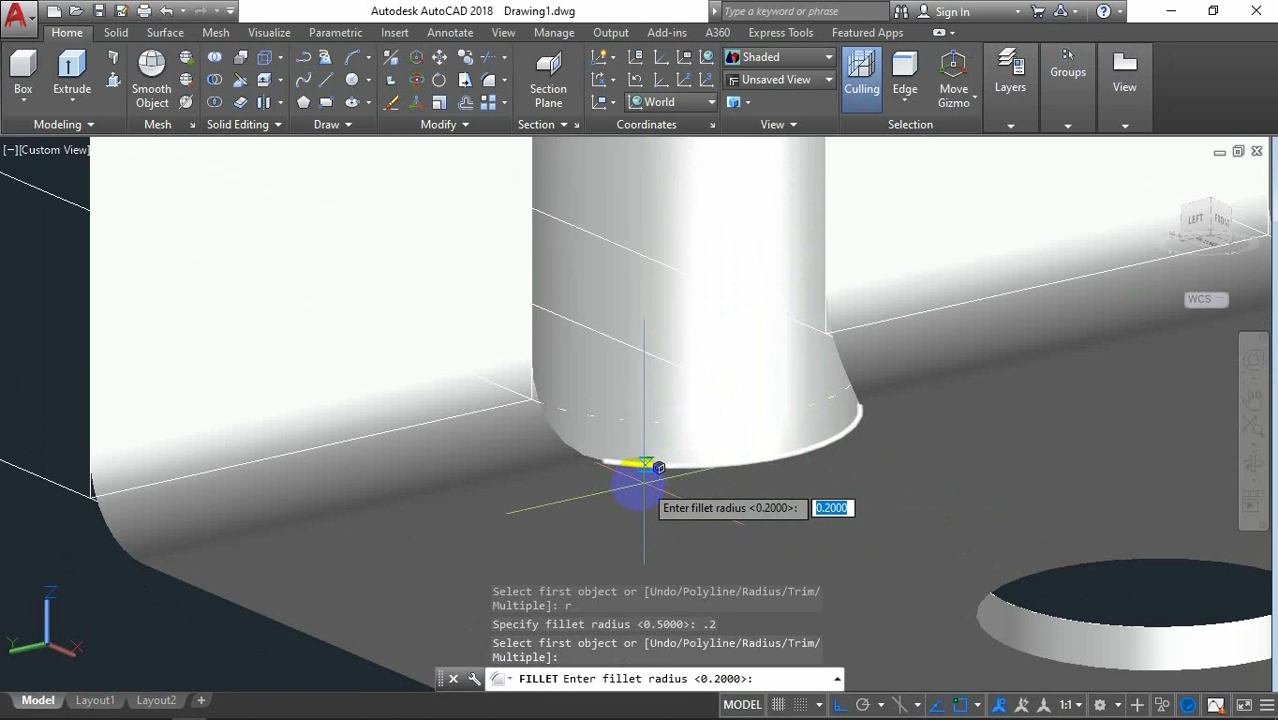 Autodesk AutoCAD 2018 Drawing1.dwg
Type a keyword or phrase
Sign In
Home Solid Surface Mesh Visualize Parametric Insert Annotate View Manage Output Add-ins A360 Express Tools Featured Apps
Box
Extrude
Smooth
Object
Section
Plane
Shaded
Unsaved View
World
Culling
Edge
Move
Gizmo
Layers
Groups
View
Modeling
Mesh
Solid Editing
Draw
Modify
Section
Coordinates
View
Selection
[−][Custom View]
LEFT
FRONT
WCS
Enter fillet radius <0.2000>: 0.2000
Select first object or [Undo/Polyline/Radius/Trim/
Multiple]: r
Specify fillet radius <0.5000>: .2
Select first object or [Undo/Polyline/Radius/Trim/
Multiple]:
FILLET Enter fillet radius <0.2000>:
Z
Y
X
Model Layout1 Layout2 +
MODEL
1:1